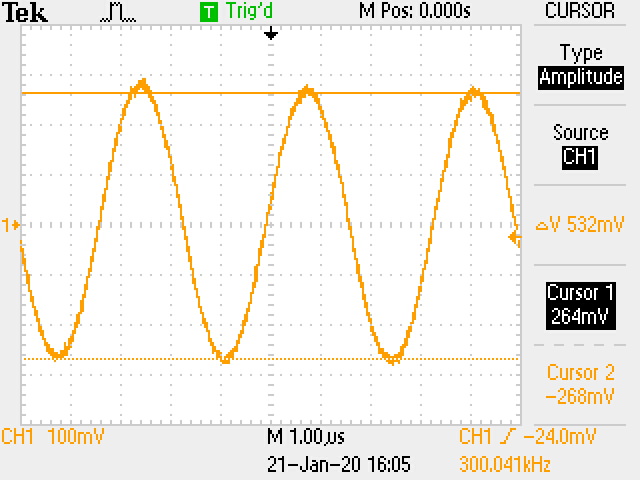 Tek T Trig'd M Pos: 0.000s CURSOR
Type
Amplitude
Source
CH1
1
△V 532mV
Cursor 1
264mV
Cursor 2
-268mV
CH1 100mV M 1.00µs CH1 -24.0mV
21-Jan-20 16:05 300.041kHz